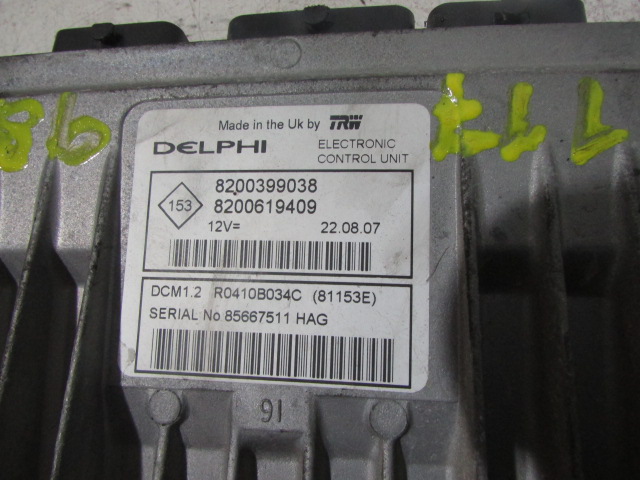 Made in the Uk by TRW
DELPHI ELECTRONIC
CONTROL UNIT
153
8200399038
8200619409
12V= 22.08.07
DCM1.2 R0410B034C (81153E)
SERIAL No 85667511 HAG
91